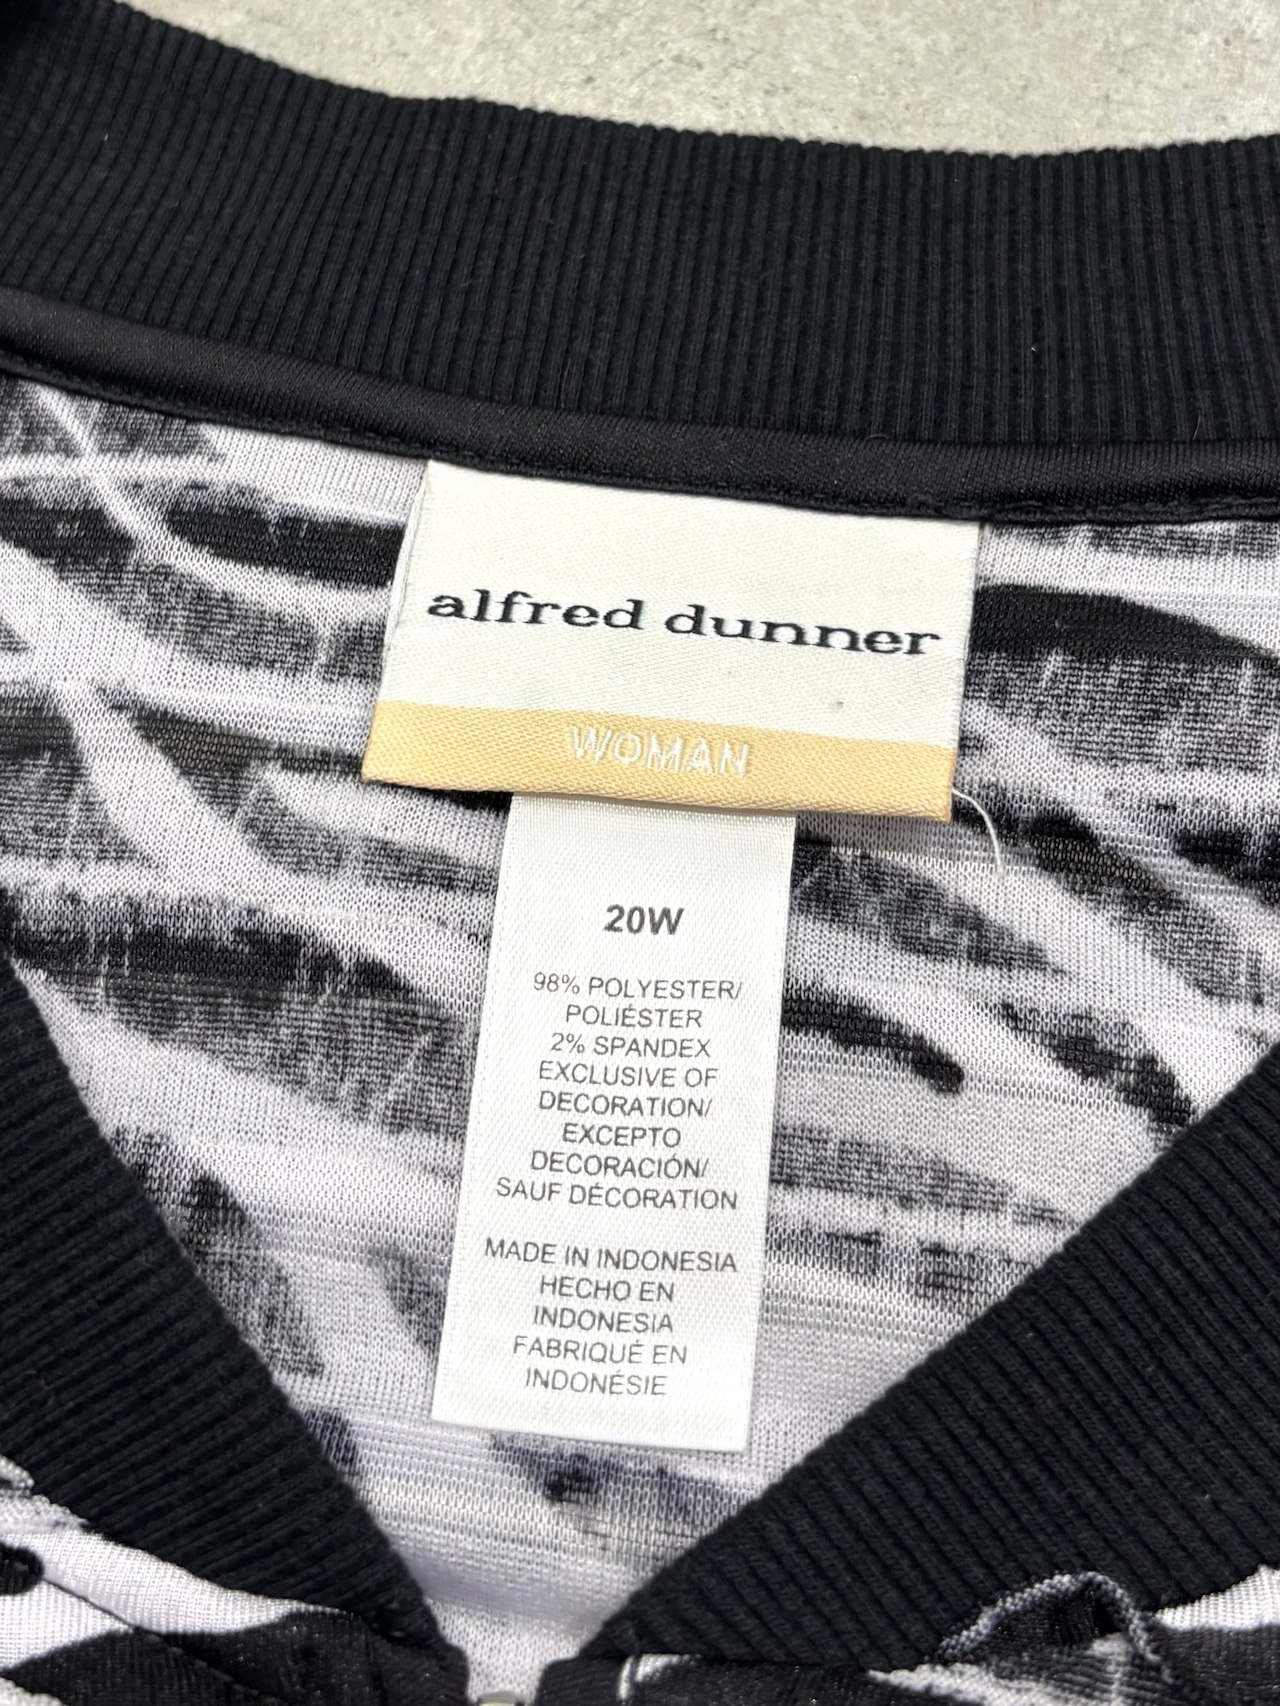 alfred dunner
WOMAN
20W
98% POLYESTER/
POLIÉSTER
2% SPANDEX
EXCLUSIVE OF
DECORATION/
EXCEPTO
DECORACIÓN/
SAUF DÉCORATION
MADE IN INDONESIA
HECHO EN
INDONESIA
FABRIQUÉ EN
INDONÉSIE